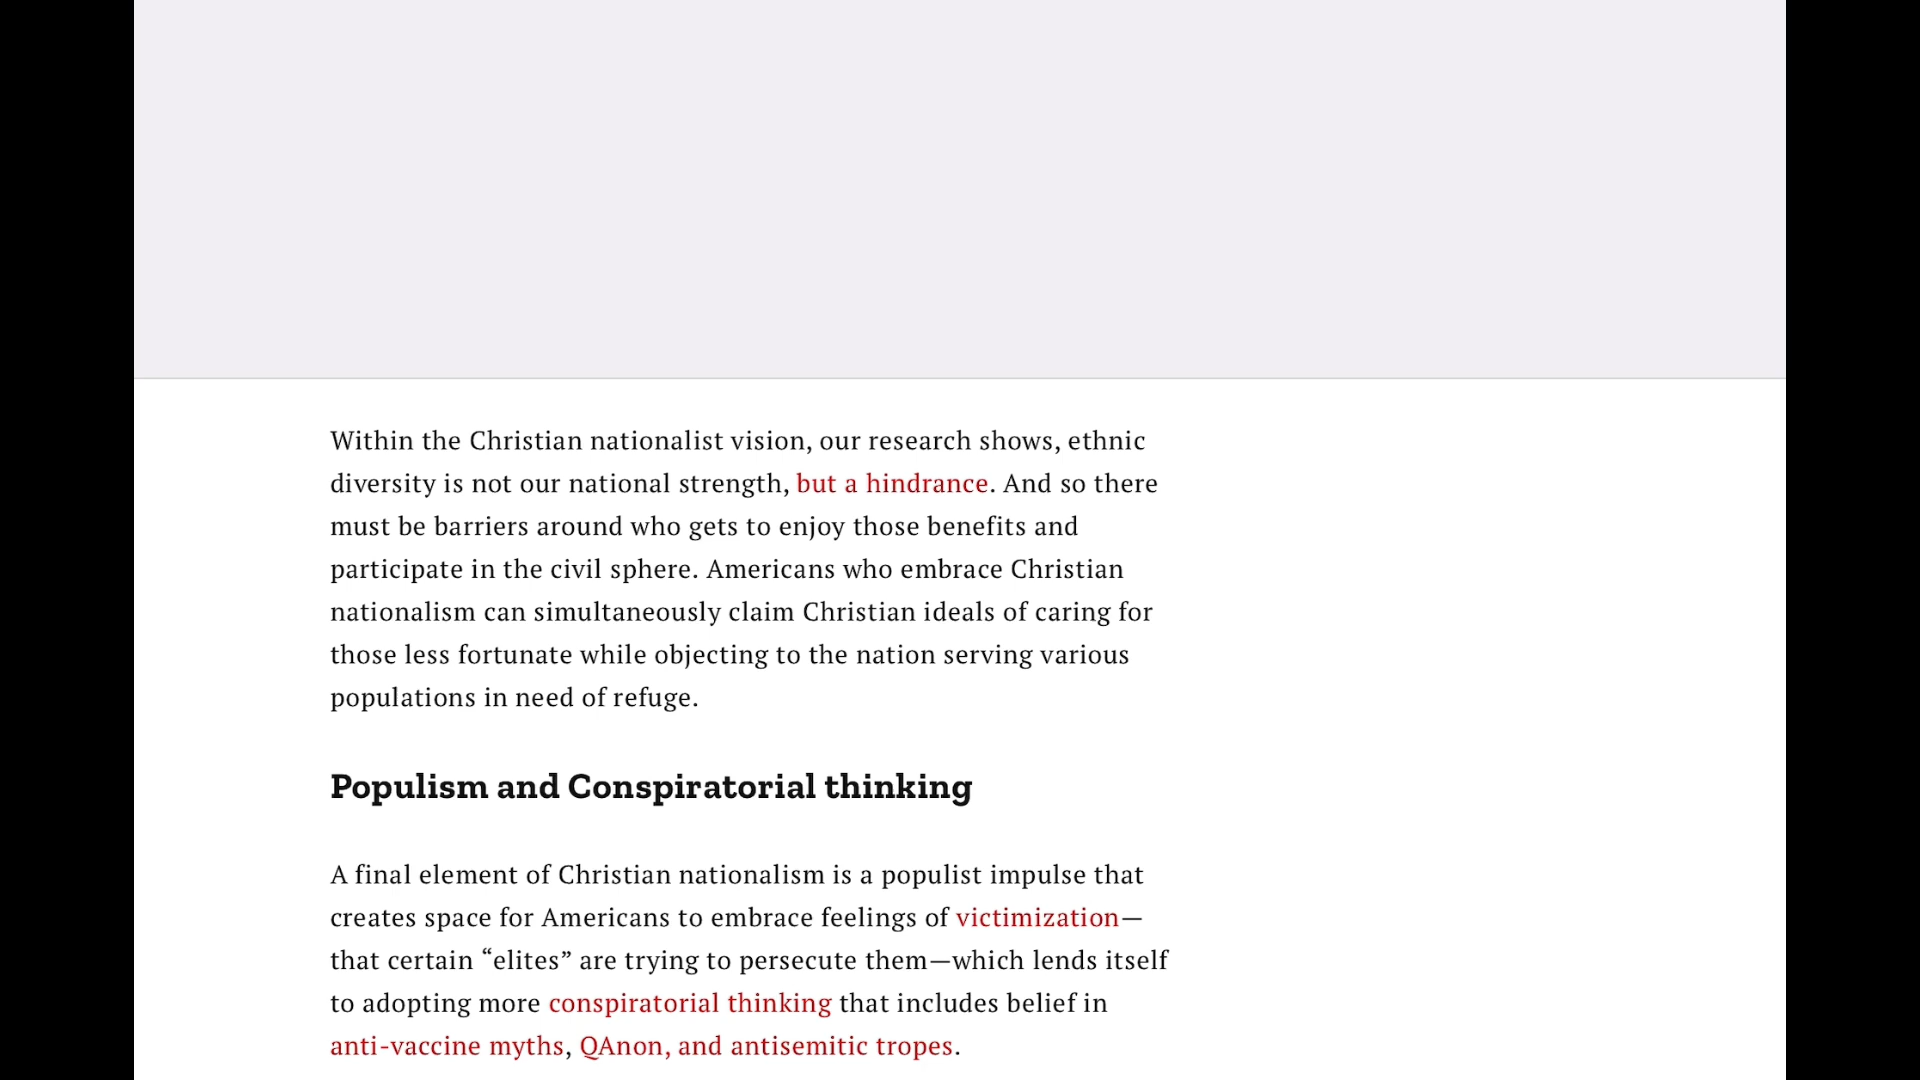 Within the Christian nationalist vision, our research shows, ethnic
diversity is not our national strength, but a hindrance. And so there
must be barriers around who gets to enjoy those benefits and
participate in the civil sphere. Americans who embrace Christian
nationalism can simultaneously claim Christian ideals of caring for
those less fortunate while objecting to the nation serving various
populations in need of refuge.
Populism and Conspiratorial thinking
A final element of Christian nationalism is a populist impulse that
creates space for Americans to embrace feelings of victimization—
that certain “elites” are trying to persecute them—which lends itself
to adopting more conspiratorial thinking that includes belief in
anti-vaccine myths, QAnon, and antisemitic tropes.